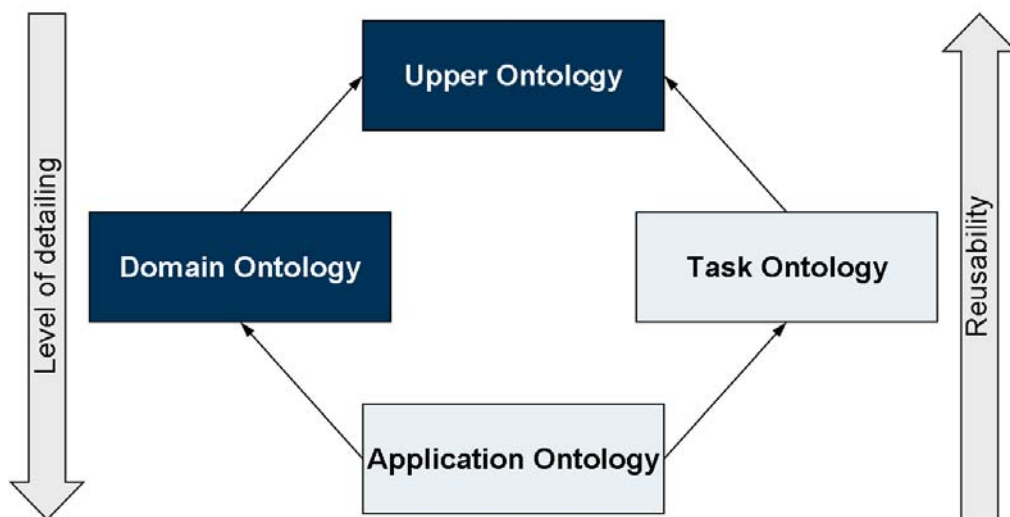 Upper Ontology
Level of detailing
Domain Ontology
Task Ontology
Reusability
Application Ontology